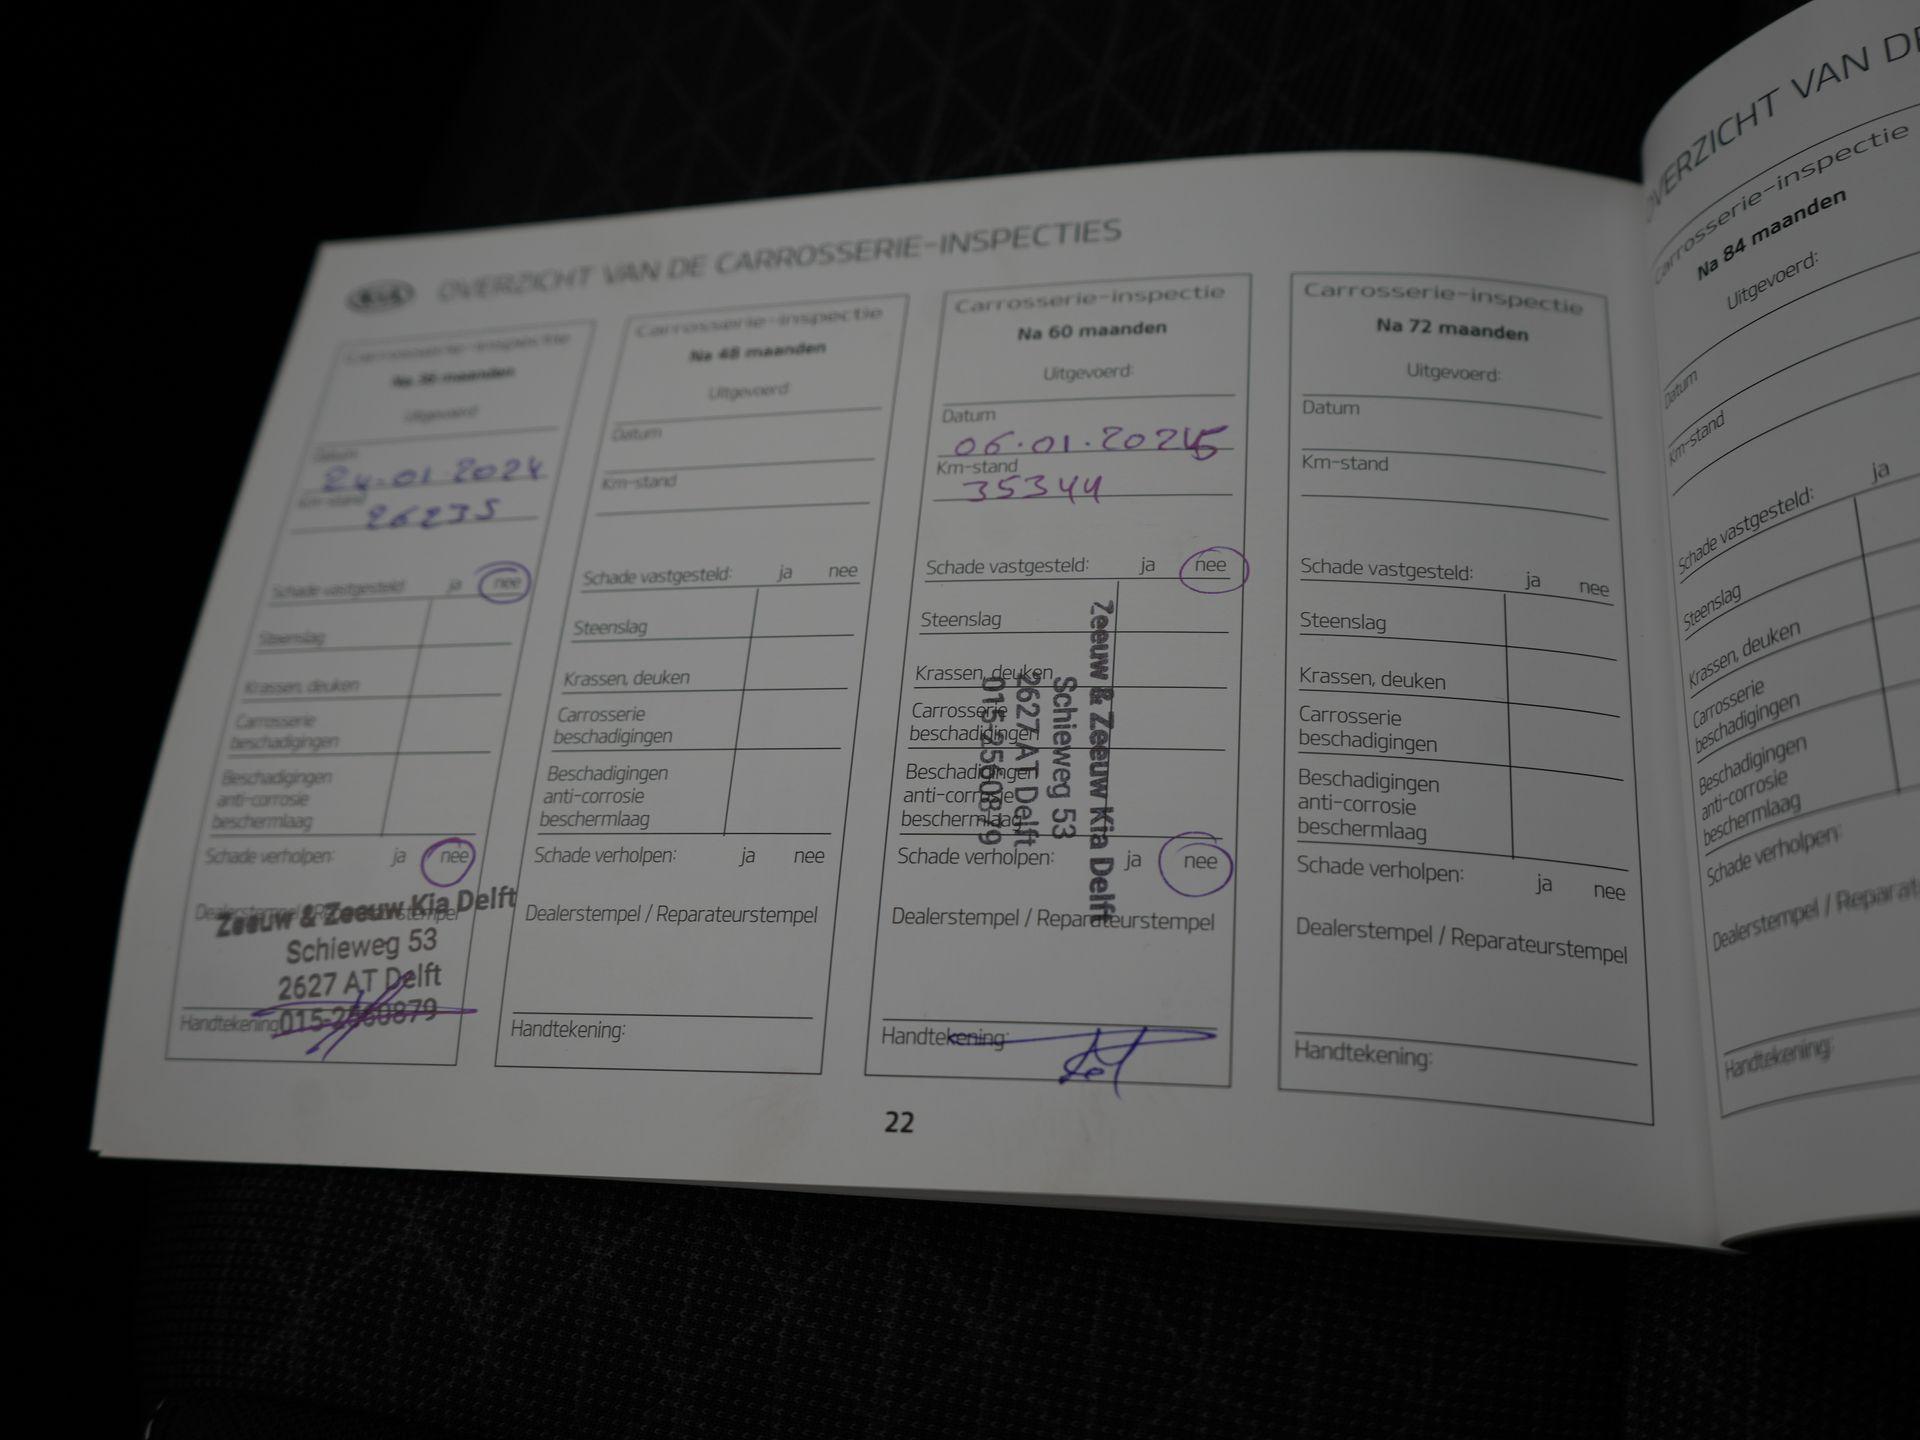 KIA OVERZICHT VAN DE CARROSSERIE-INSPECTIES
Carrosserie-inspectie
Na 36 maanden
Uitgevoerd:
Datum
24-01-2024
Km-stand
26235
Schade vastgesteld: ja nee
Steenslag
Krassen, deuken
Carrosserie
beschadigingen
Beschadigingen
anti-corrosie
beschermlaag
Schade verholpen: ja nee
Dealerstempel / Reparateurstempel
Zeeuw & Zeeuw Kia Delft
Schieweg 53
2627 AT Delft
015-2560879
Handtekening:
Carrosserie-inspectie
Na 48 maanden
Uitgevoerd:
Datum
Km-stand
Schade vastgesteld: ja nee
Steenslag
Krassen, deuken
Carrosserie
beschadigingen
Beschadigingen
anti-corrosie
beschermlaag
Schade verholpen: ja nee
Dealerstempel / Reparateurstempel
Handtekening:
Carrosserie-inspectie
Na 60 maanden
Uitgevoerd:
Datum
06.01.2025
Km-stand
35344
Schade vastgesteld: ja nee
Steenslag
Krassen, deuken
Carrosserie
beschadigingen
Beschadigingen
anti-corrosie
beschermlaag
Schade verholpen: ja nee
Zeeuw & Zeeuw Kia Delft
Schieweg 53
2627 AT Delft
015-2560879
Dealerstempel / Reparateurstempel
Handtekening:
Carrosserie-inspectie
Na 72 maanden
Uitgevoerd:
Datum
Km-stand
Schade vastgesteld: ja nee
Steenslag
Krassen, deuken
Carrosserie
beschadigingen
Beschadigingen
anti-corrosie
beschermlaag
Schade verholpen: ja nee
Dealerstempel / Reparateurstempel
Handtekening:
22
OVERZICHT VAN DE
Carrosserie-inspectie
Na 84 maanden
Uitgevoerd:
Datum
Km-stand
Schade vastgesteld: ja
Steenslag
Krassen, deuken
Carrosserie
beschadigingen
Beschadigingen
anti-corrosie
beschermlaag
Schade verholpen:
Dealerstempel / Reparat
Handtekening: